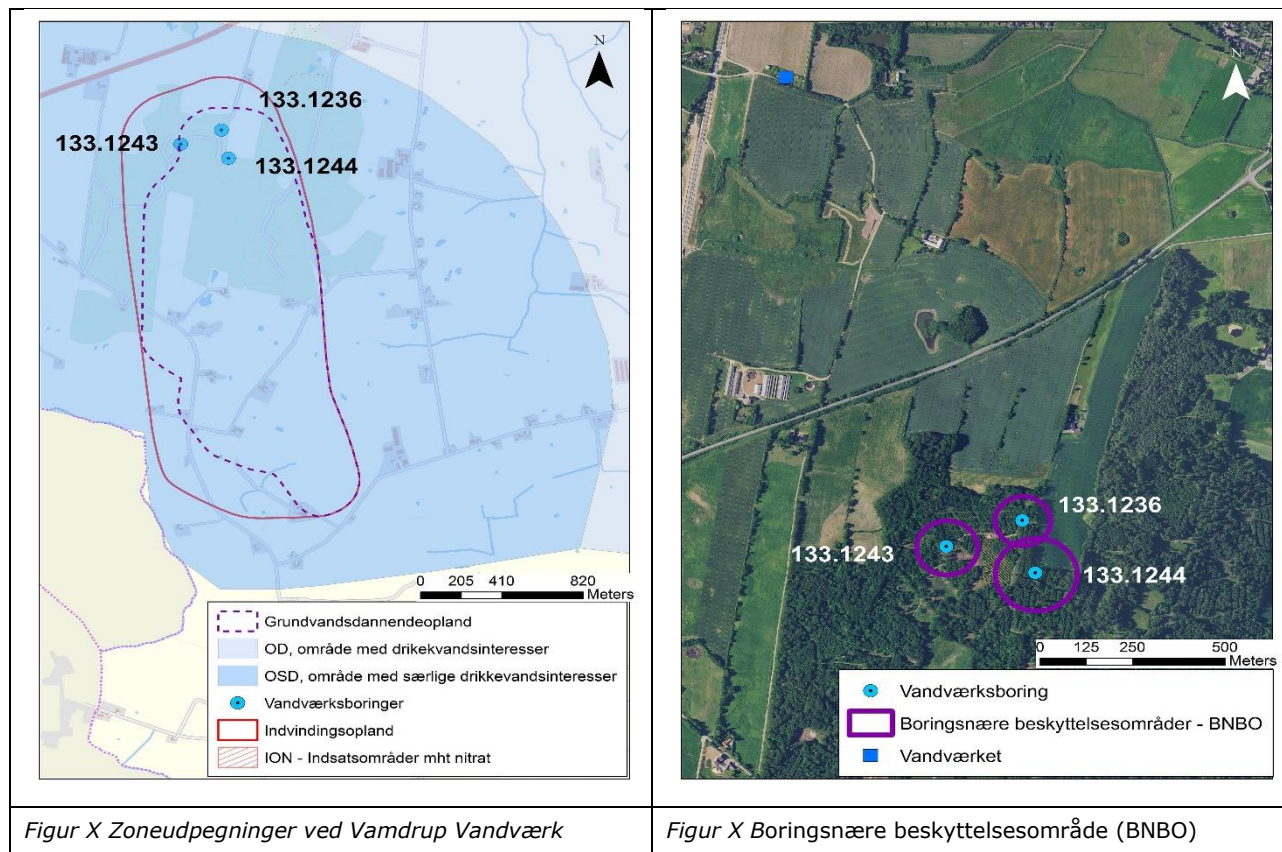 N
133.1236
133.1243
133.1244
0 205 410 820
Meters
Grundvandsdannendeopland
OD, område med drikekvandsinteresser
OSD, område med særlige drikkevandsinteresser
Vandværksboringer
Indvindingsopland
ION - Indsatsområder mht nitrat
Figur X Zoneudpegninger ved Vamdrup Vandværk
N
133.1236
133.1243
133.1244
0 125 250 500
Meters
Vandværksboring
Boringsnære beskyttelsesområder - BNBO
Vandværket
Figur X Boringsnære beskyttelsesområde (BNBO)